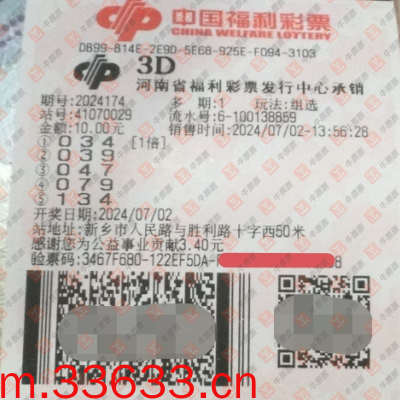 中国福利彩票
CHINA WELFARE LOTTERY
DB99-814E-2E9D-5E68-925E-F094-3103
3D
河南省福利彩票发行中心承销
期号:2024174 多期:1 玩法:组选
站号:41070029 流水号:6-100138859
金额:10.00元 销售时间:2024/07/02-13:56:28
① 034 [1倍]
② 039
③ 047
④ 079
⑤ 134
开奖日期:2024/07/02
站地址:新乡市人民路与胜利路十字西50米
感谢您为公益事业贡献3.40元
验票码:3467F680-122EF5DA-
m.33633.cn